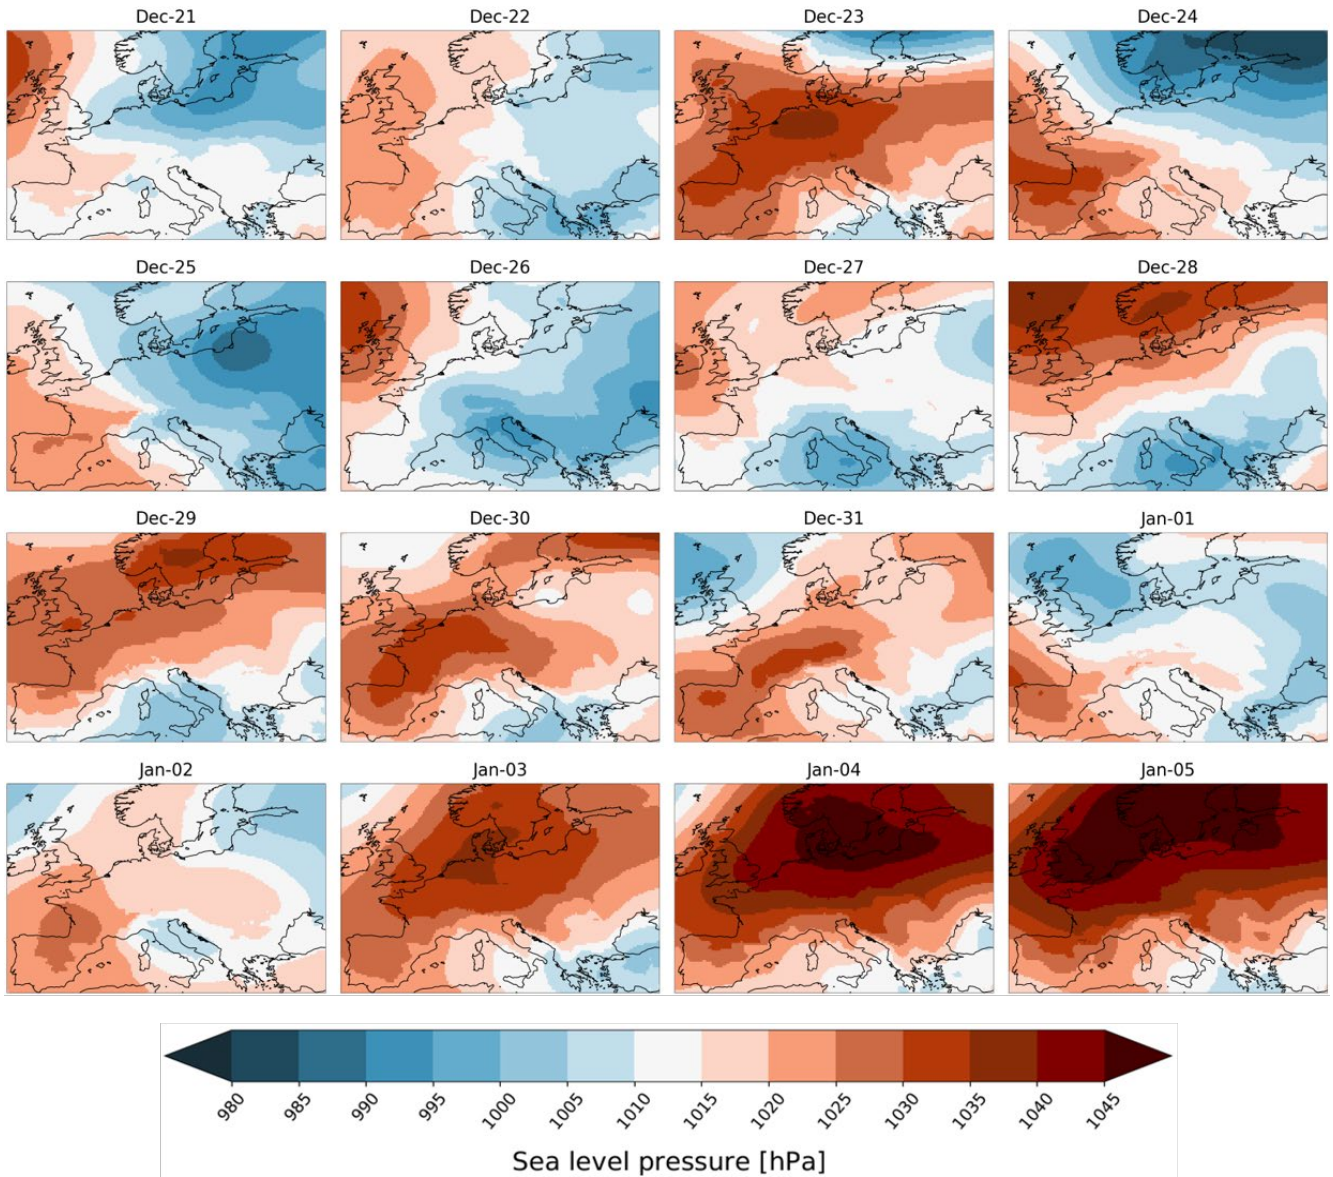 Dec-21 Dec-22 Dec-23 Dec-24
Dec-25 Dec-26 Dec-27 Dec-28
Dec-29 Dec-30 Dec-31 Jan-01
Jan-02 Jan-03 Jan-04 Jan-05
980 985 990 995 1000 1005 1010 1015 1020 1025 1030 1035 1040 1045
Sea level pressure [hPa]